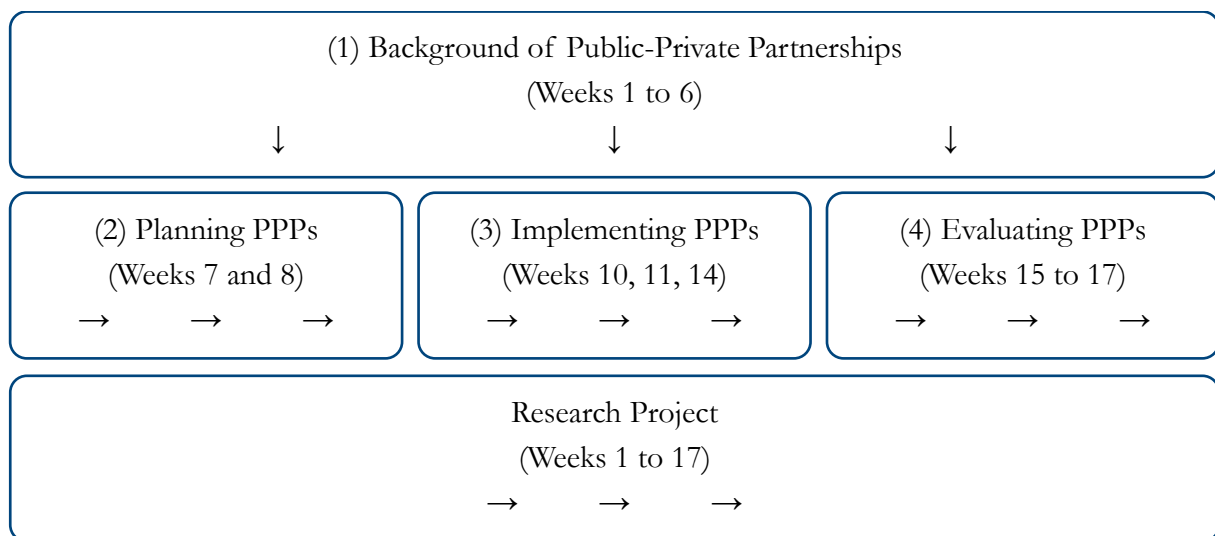 (1) Background of Public-Private Partnerships
(Weeks 1 to 6)
↓ ↓ ↓
(2) Planning PPPs
(Weeks 7 and 8)
→ → →
(3) Implementing PPPs
(Weeks 10, 11, 14)
→ → →
(4) Evaluating PPPs
(Weeks 15 to 17)
→ → →
Research Project
(Weeks 1 to 17)
→ → →